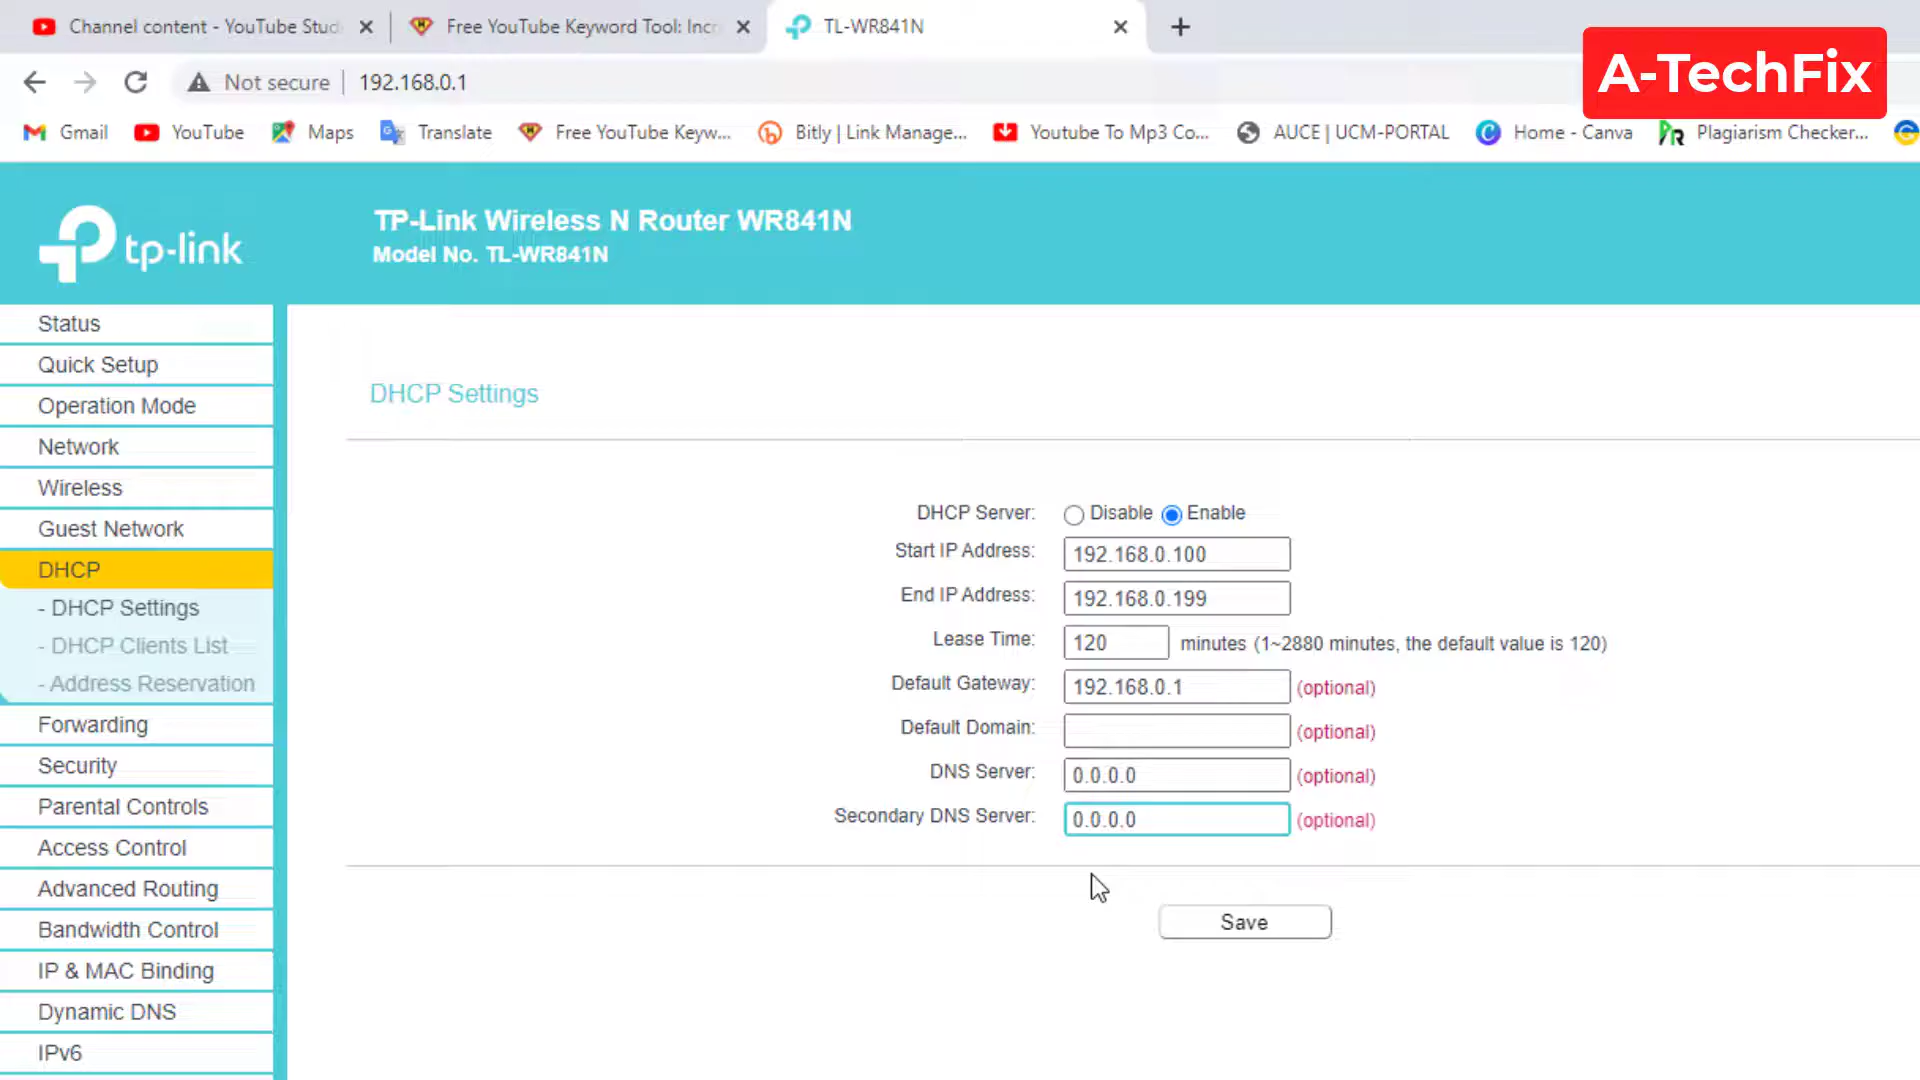 Channel content - YouTube Stud
Free YouTube Keyword Tool: Incr
TL-WR841N
A-TechFix
Not secure
192.168.0.1
Gmail
YouTube
Maps
Translate
Free YouTube Keyw...
Bitly | Link Manage...
Youtube To Mp3 Co...
AUCE | UCM-PORTAL
Home - Canva
Plagiarism Checker...
tp-link
TP-Link Wireless N Router WR841N
Model No. TL-WR841N
Status
Quick Setup
Operation Mode
Network
Wireless
Guest Network
DHCP
- DHCP Settings
- DHCP Clients List
- Address Reservation
Forwarding
Security
Parental Controls
Access Control
Advanced Routing
Bandwidth Control
IP & MAC Binding
Dynamic DNS
IPv6
DHCP Settings
DHCP Server: Disable Enable
Start IP Address: 192.168.0.100
End IP Address: 192.168.0.199
Lease Time: 120 minutes (1~2880 minutes, the default value is 120)
Default Gateway: 192.168.0.1 (optional)
Default Domain: (optional)
DNS Server: 0.0.0.0 (optional)
Secondary DNS Server: 0.0.0.0 (optional)
Save